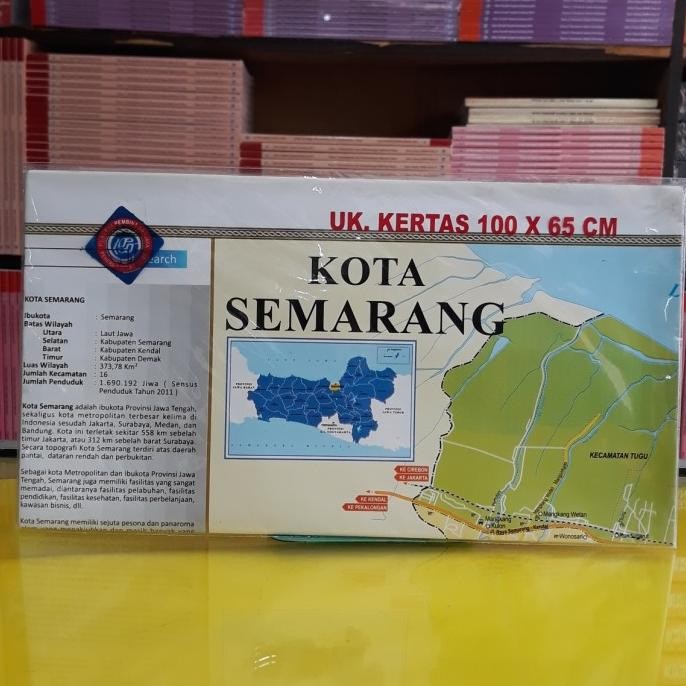 UK. KERTAS 100 X 65 CM
PEMBINA
earch
KOTA
SEMARANG
KOTA SEMARANG
Ibukota : Semarang
Batas Wilayah
Utara : Laut Jawa
Selatan : Kabupaten Semarang
Barat : Kabupaten Kendal
Timur : Kabupaten Demak
Luas Wilayah : 373,78 Km²
Jumlah Kecamatan : 16
Jumlah Penduduk : 1.690.192 Jiwa ( Sensus
Penduduk Tahun 2011 )
Kota Semarang adalah ibukota Provinsi Jawa Tengah,
sekaligus kota metropolitan terbesar kelima di
Indonesia sesudah Jakarta, Surabaya, Medan, dan
Bandung. Kota ini terletak sekitar 558 km sebelah
timur Jakarta, atau 312 km sebelah barat Surabaya.
Secara topografi Kota Semarang terdiri atas daerah
pantai, dataran rendah dan perbukitan.
Sebagai kota Metropolitan dan Ibukota Provinsi Jawa
Tengah, Semarang juga memiliki fasilitas yang sangat
memadai, diantaranya fasilitas pelabuhan, fasilitas
pendidikan, fasilitas kesehatan, fasilitas perbelanjaan,
kawasan bisnis, dll.
Kota Semarang memiliki sejuta pesona dan panaroma
KE CIREBON
KE JAKARTA
KE KENDAL
KE PEKALONGAN
KECAMATAN TUGU
Mangkang
Kulon
Mangkang Wetan
Wonosari